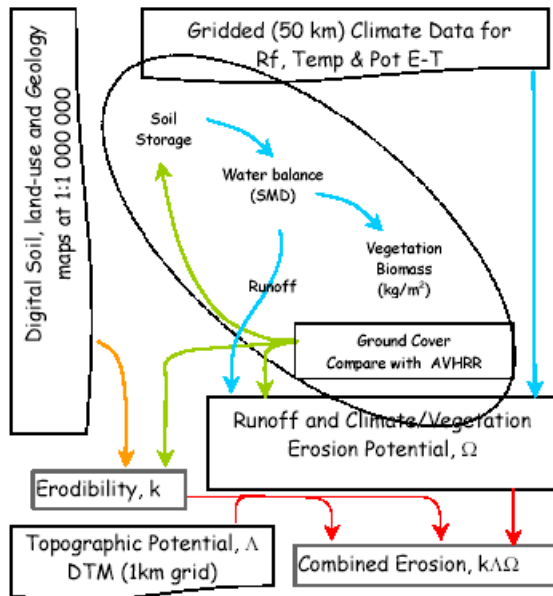 Gridded (50 km) Climate Data for
Rf, Temp & Pot E-T
Digital Soil, land-use and Geology
maps at 1:1 000 000
Soil
Storage
Water balance
(SMD)
Vegetation
Biomass
(kg/m²)
Runoff
Ground Cover
Compare with AVHRR
Runoff and Climate/Vegetation
Erosion Potential, Ω
Erodibility, k
Topographic Potential, Λ
DTM (1km grid)
Combined Erosion, kΛΩ